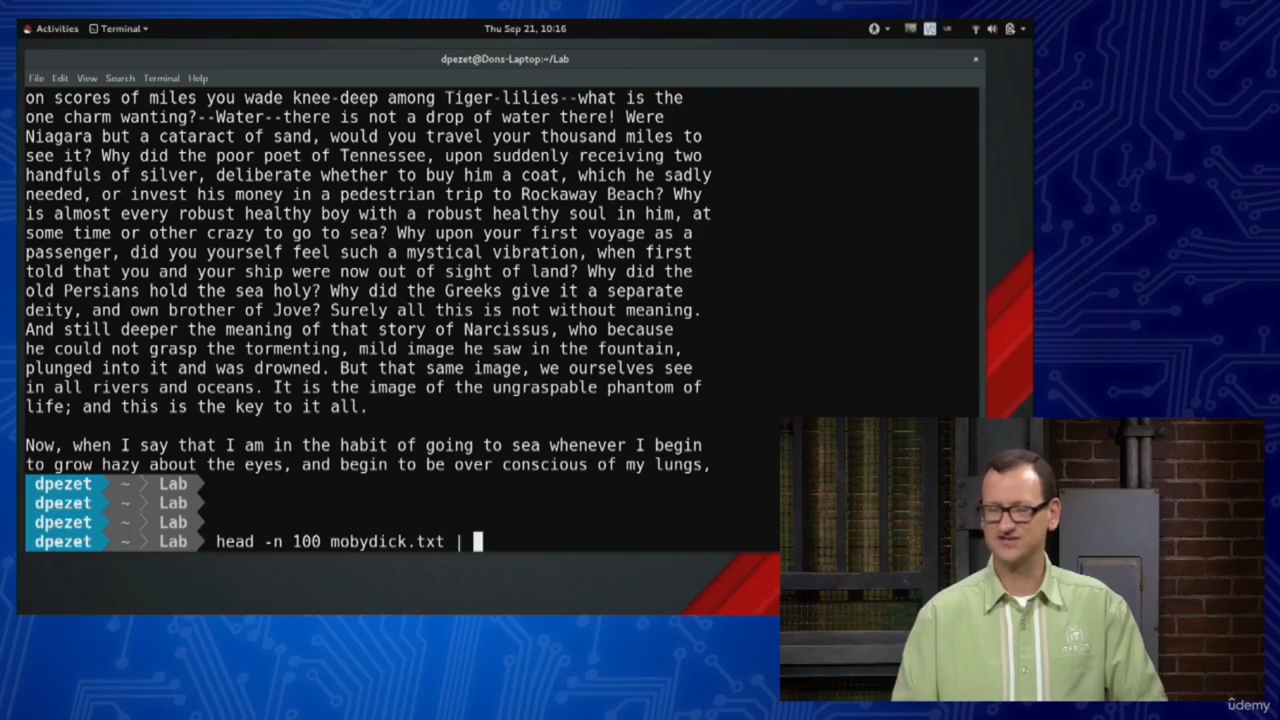 Activities Terminal Thu Sep 21, 10:16
dpezet@Dons-Laptop:~/Lab ×
File Edit View Search Terminal Help
on scores of miles you wade knee-deep among Tiger-lilies--what is the
one charm wanting?--Water--there is not a drop of water there! Were
Niagara but a cataract of sand, would you travel your thousand miles to
see it? Why did the poor poet of Tennessee, upon suddenly receiving two
handfuls of silver, deliberate whether to buy him a coat, which he sadly
needed, or invest his money in a pedestrian trip to Rockaway Beach? Why
is almost every robust healthy boy with a robust healthy soul in him, at
some time or other crazy to go to sea? Why upon your first voyage as a
passenger, did you yourself feel such a mystical vibration, when first
told that you and your ship were now out of sight of land? Why did the
old Persians hold the sea holy? Why did the Greeks give it a separate
deity, and own brother of Jove? Surely all this is not without meaning.
And still deeper the meaning of that story of Narcissus, who because
he could not grasp the tormenting, mild image he saw in the fountain,
plunged into it and was drowned. But that same image, we ourselves see
in all rivers and oceans. It is the image of the ungraspable phantom of
life; and this is the key to it all.
Now, when I say that I am in the habit of going to sea whenever I begin
to grow hazy about the eyes, and begin to be over conscious of my lungs,
dpezet ~ Lab
dpezet ~ Lab
dpezet ~ Lab
dpezet ~ Lab head -n 100 mobydick.txt |
IT
ITPROTV
udemy